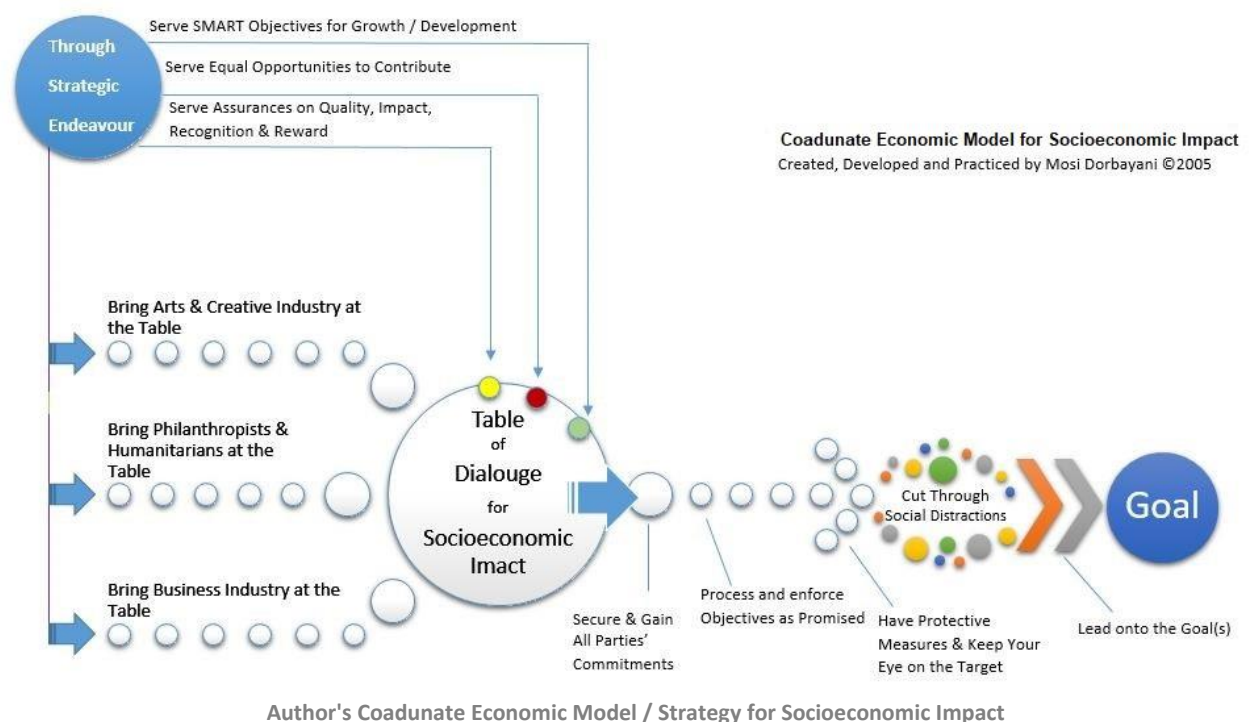 Through
Strategic
Endeavour
Serve SMART Objectives for Growth / Development
Serve Equal Opportunities to Contribute
Serve Assurances on Quality, Impact,
Recognition & Reward
Coadunate Economic Model for Socioeconomic Impact
Created, Developed and Practiced by Mosi Dorbayani ©2005
Bring Arts & Creative Industry at
the Table
Bring Philanthropists &
Humanitarians at the
Table
Bring Business Industry at the
Table
Table
of
Dialouge
for
Socioeconomic
Imact
Secure & Gain
All Parties'
Commitments
Process and enforce
Objectives as Promised
Have Protective
Measures & Keep Your
Eye on the Target
Cut Through
Social Distractions
Lead onto the Goal(s)
Goal
Author's Coadunate Economic Model / Strategy for Socioeconomic Impact